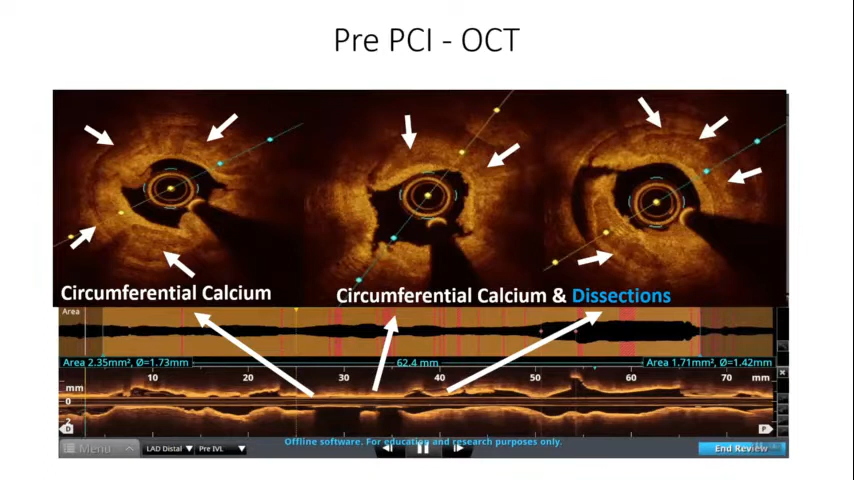 Pre PCI - OCT
Circumferential Calcium
Circumferential Calcium & Dissections
Area
Area 2.35mm², Ø=1.73mm
62.4 mm
Area 1.71mm², Ø=1.42mm
10 30 40 50 60 70 mm
mm
0
D
P
Menu
LAD Distal
Pre IVL
Offline software. For education and research purposes only.
End Review